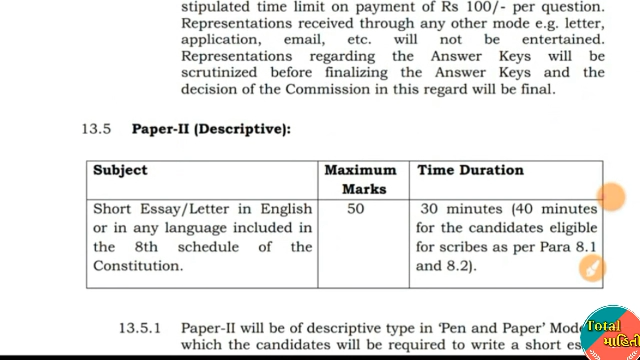 stipulated time limit on payment of Rs 100/- per question.
Representations received through any other mode e.g. letter,
application, email, etc. will not be entertained.
Representations regarding the Answer Keys will be
scrutinized before finalizing the Answer Keys and the
decision of the Commission in this regard will be final.
13.5 Paper-II (Descriptive):
Subject Maximum Marks Time Duration
Short Essay/Letter in English 50 30 minutes (40 minutes
or in any language included in for the candidates eligible
the 8th schedule of the for scribes as per Para 8.1
Constitution. and 8.2).
13.5.1 Paper-II will be of descriptive type in 'Pen and Paper' Mode
which the candidates will be required to write a short
Total
માહિતી